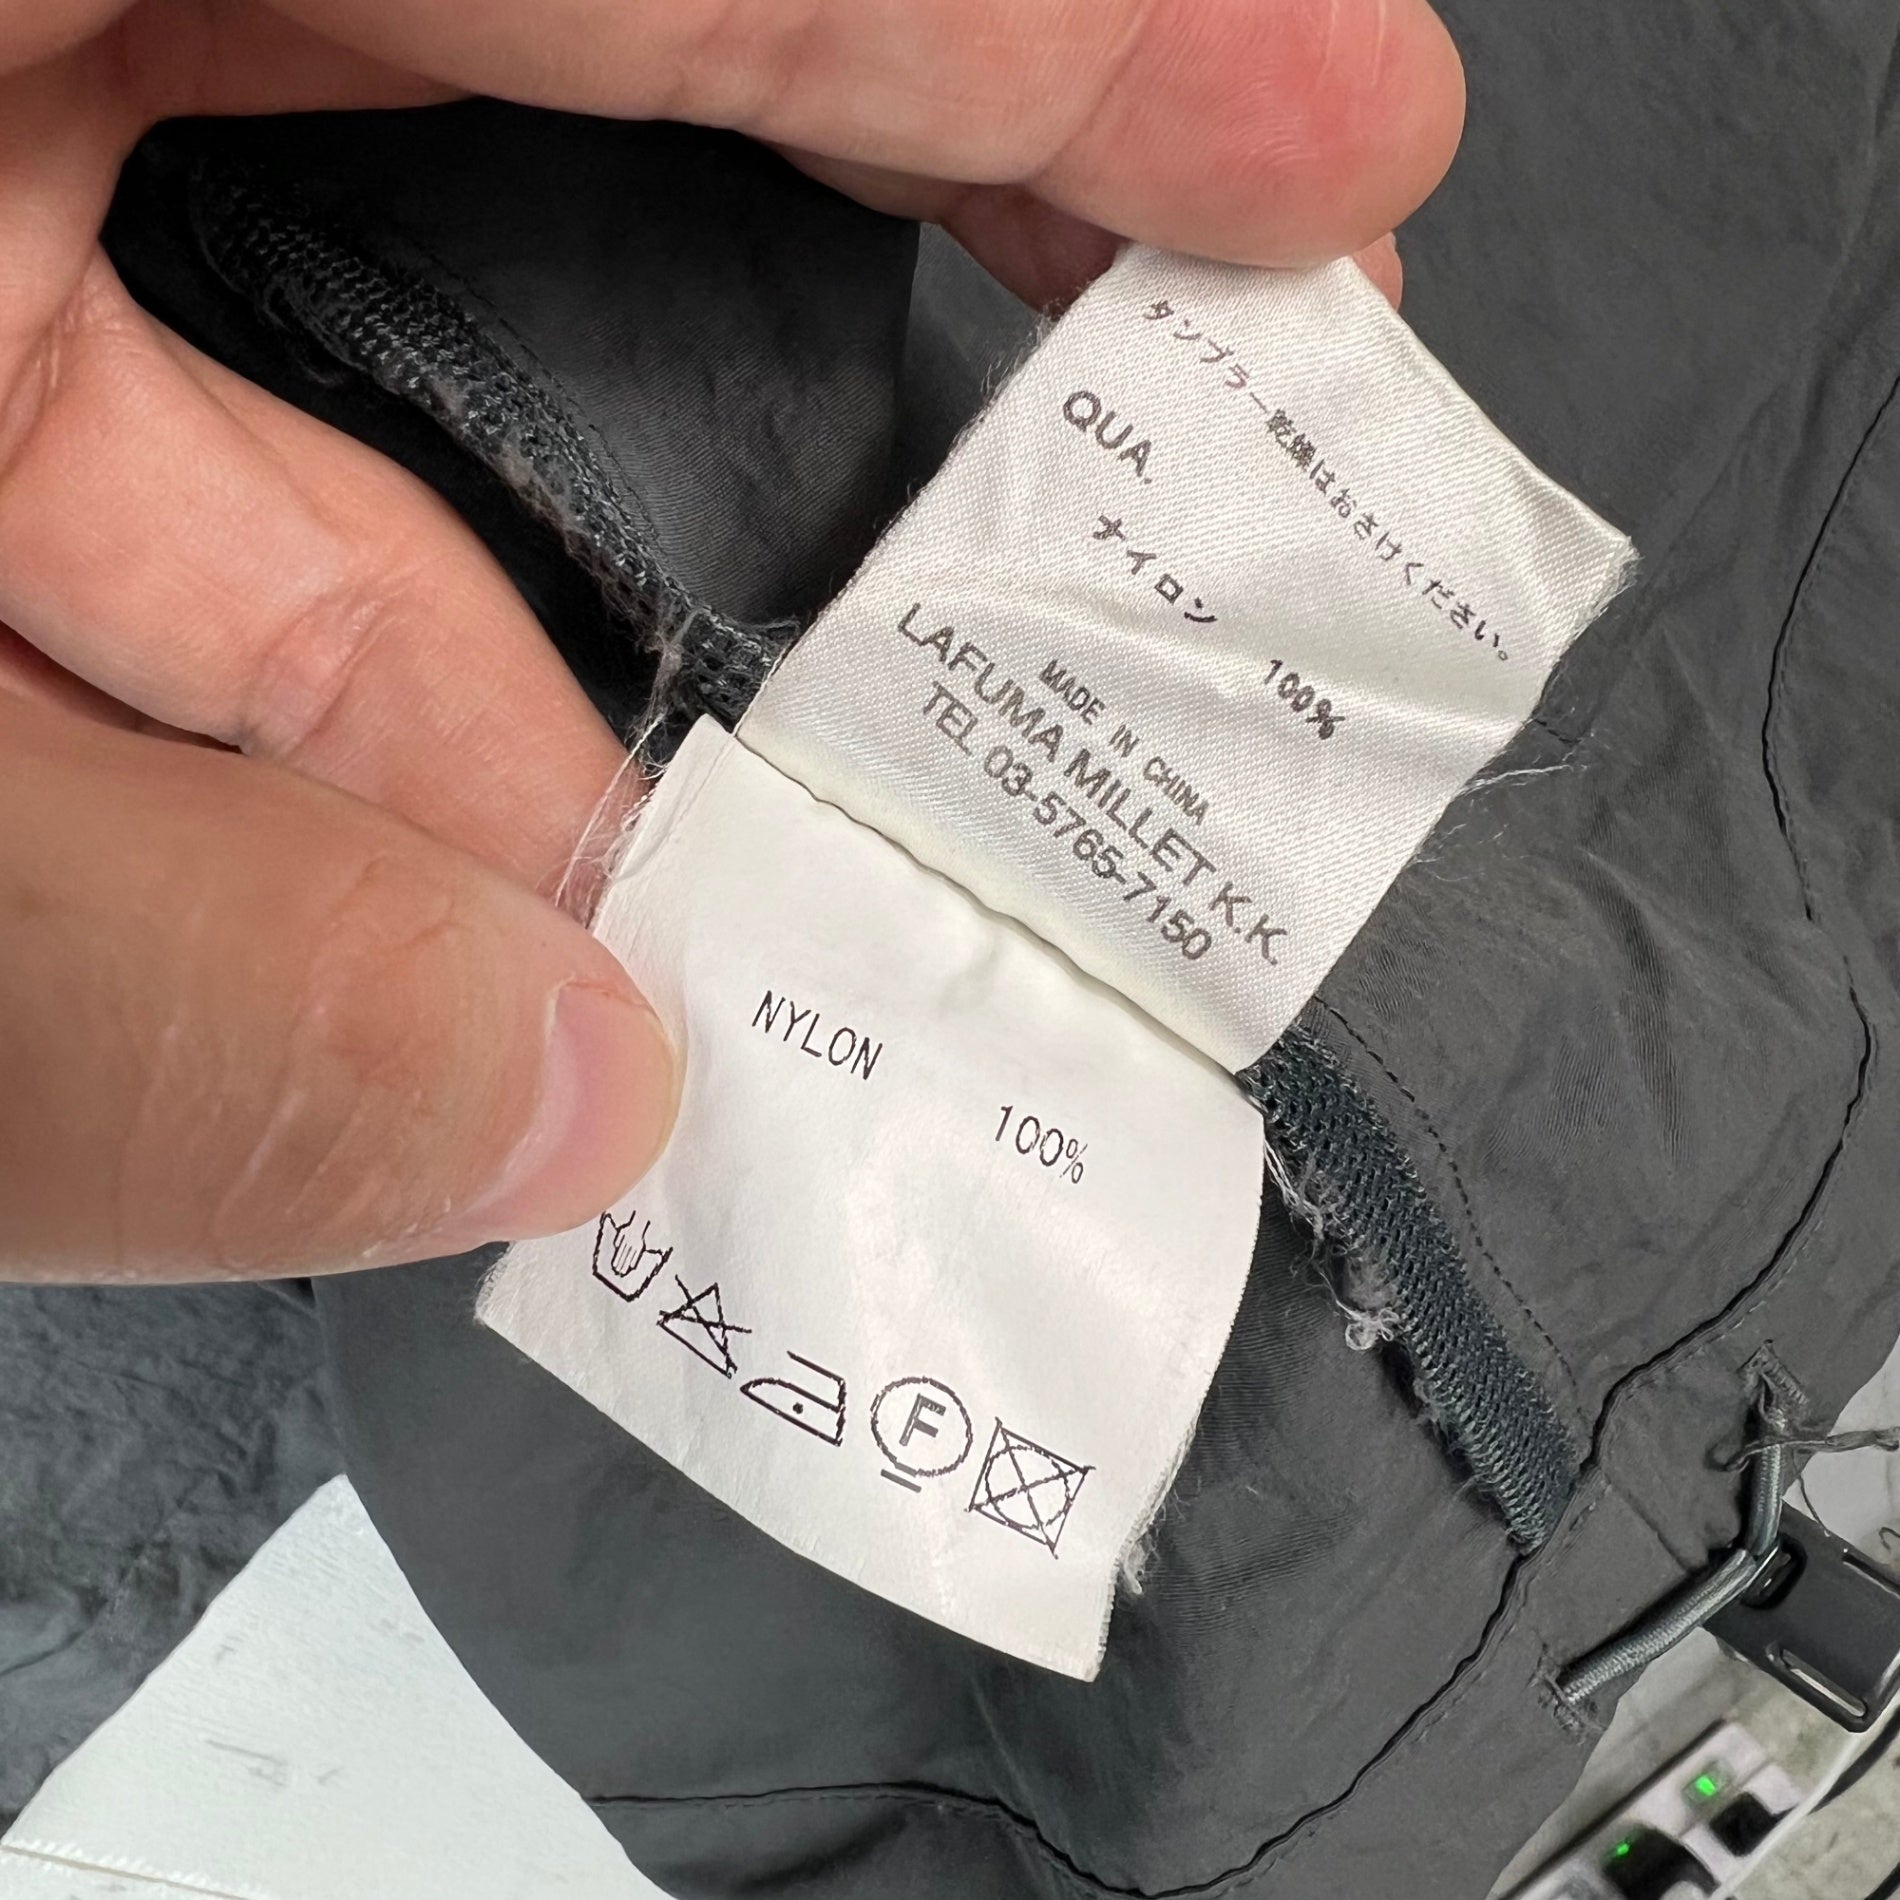 タンブラー乾燥はおさけください。
QUA.
ナイロン 100%
MADE IN CHINA
LAFUMA MILLET K.K.
TEL 03-5765-7150
NYLON 100%
F